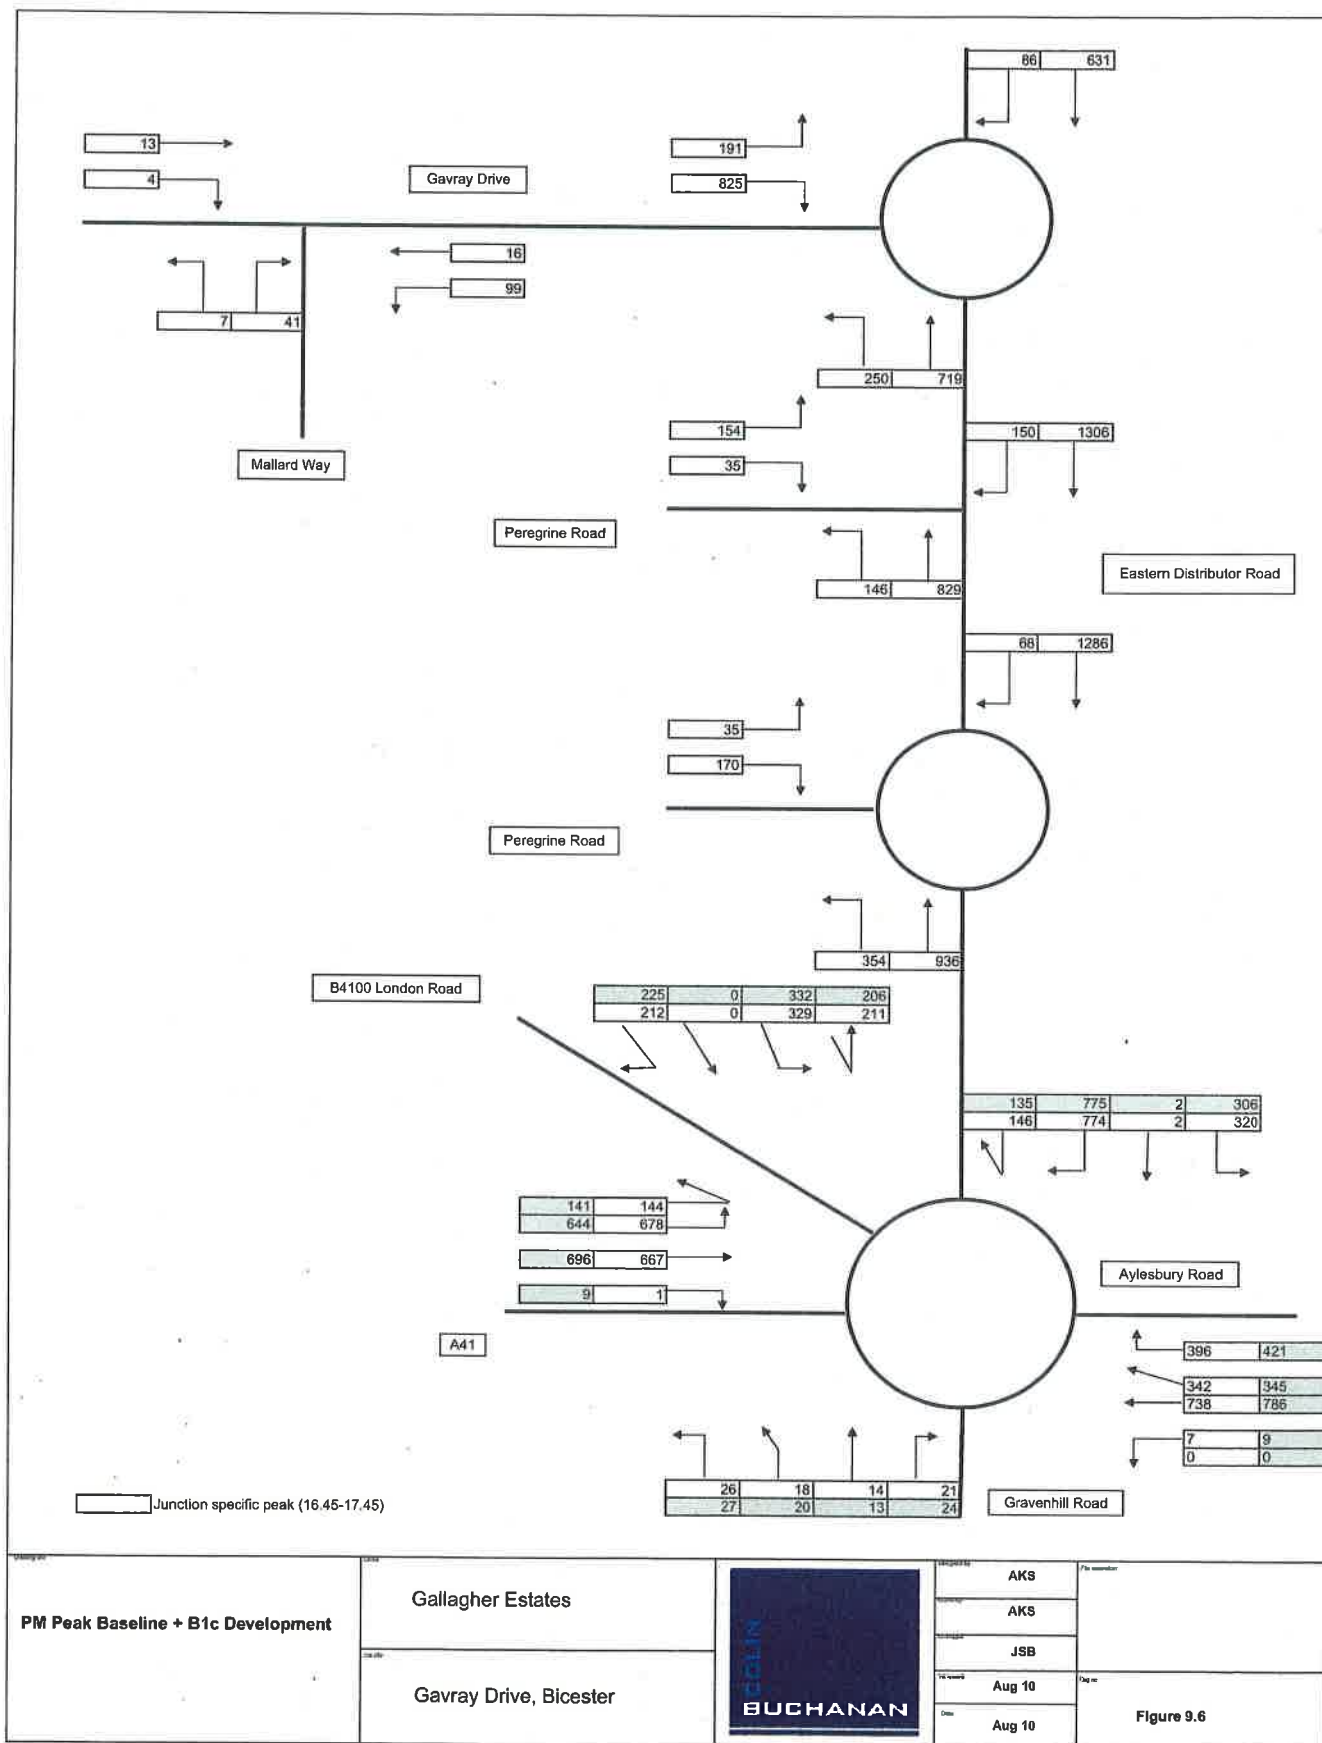 86 631
13
191
4
Gavray Drive
825
16
99
7 41
250 719
154
150 1306
35
Mallard Way
Peregrine Road
Eastern Distributor Road
146 829
68 1286
35
170
Peregrine Road
354 936
B4100 London Road
225 0 332 206
212 0 329 211
135 775 2 306
146 774 2 320
141 144
644 678
696 667
Aylesbury Road
9 1
A41
396 421
342 345
738 786
7 9
0 0
26 18 14 21
27 20 13 24
Gravenhill Road
Junction specific peak (16.45-17.45)
PM Peak Baseline + B1c Development
Gallagher Estates
Gavray Drive, Bicester
COLIN
BUCHANAN
AKS
AKS
JSB
Aug 10
Date
Aug 10
Figure 9.6